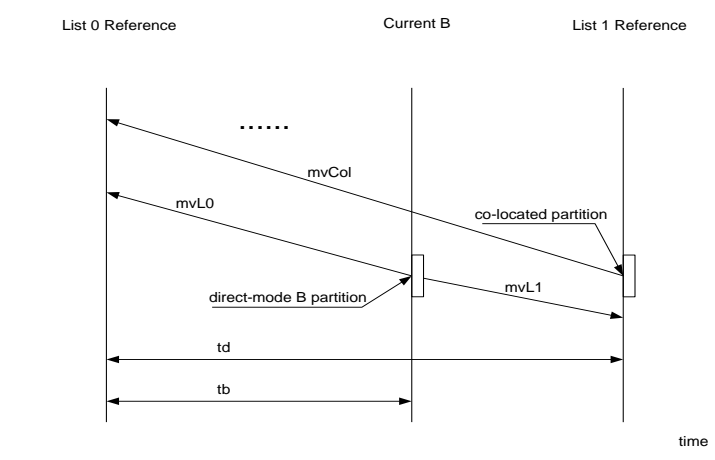 List 0 Reference
Current B
List 1 Reference
......
mvCol
mvL0
co-located partition
mvL1
direct-mode B partition
td
tb
time